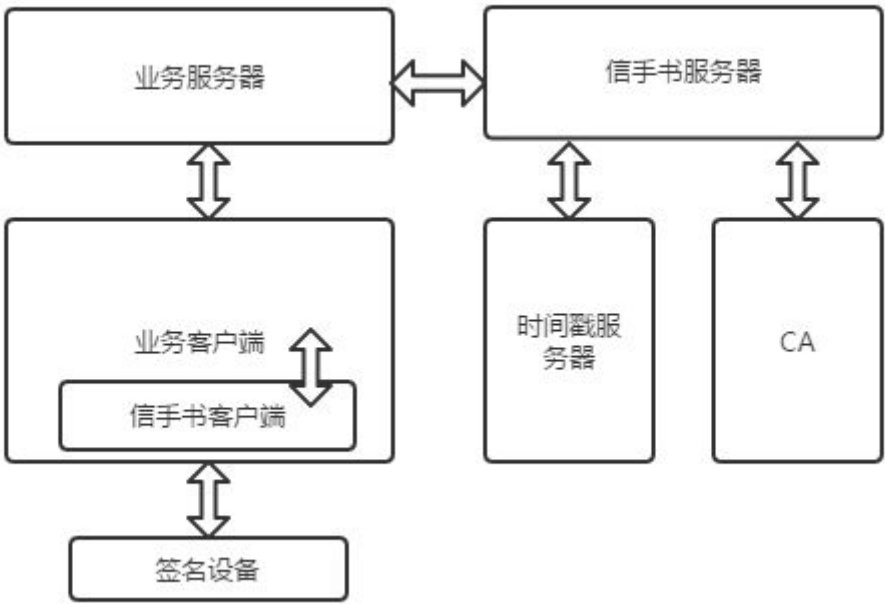 业务服务器
信手书服务器
业务客户端
信手书客户端
时间戳服
务器
CA
签名设备